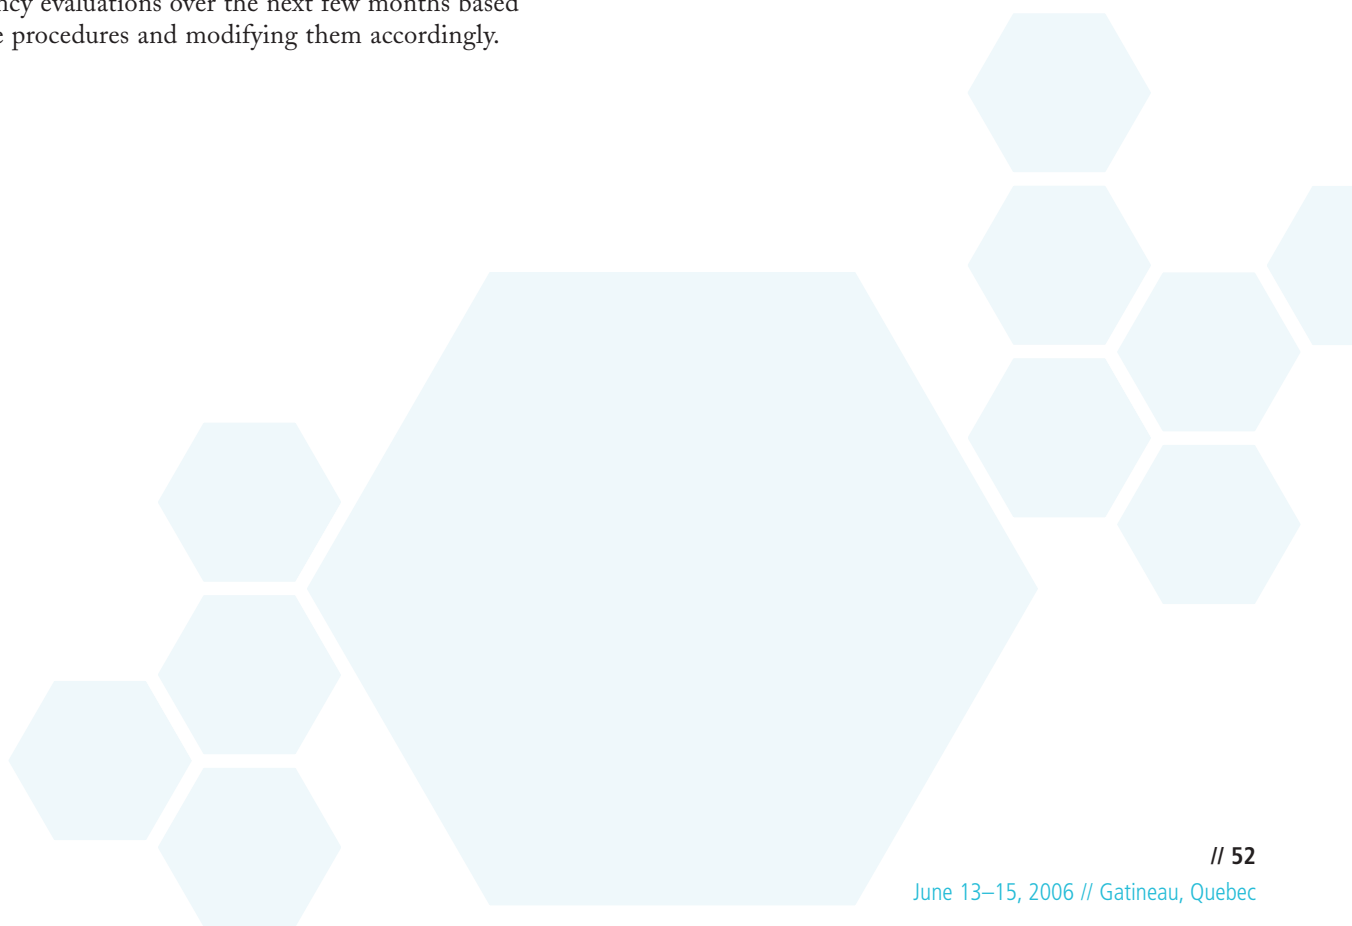 evaluations over the next few months based
procedures and modifying them accordingly.
// 52
June 13–15, 2006 // Gatineau, Quebec